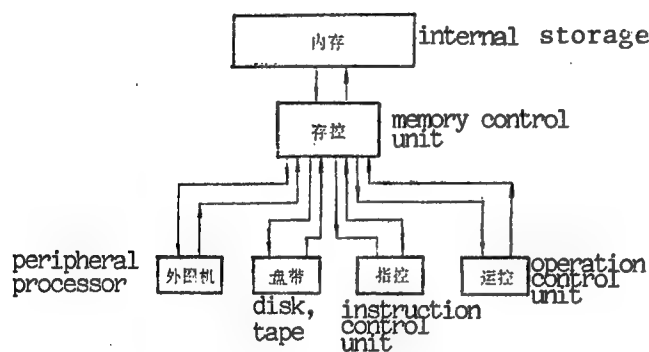 内存 internal storage
存控 memory control
unit
peripheral
processor
外围机
盘带
disk,
tape
指控
instruction
control
unit
运控
operation
control
unit